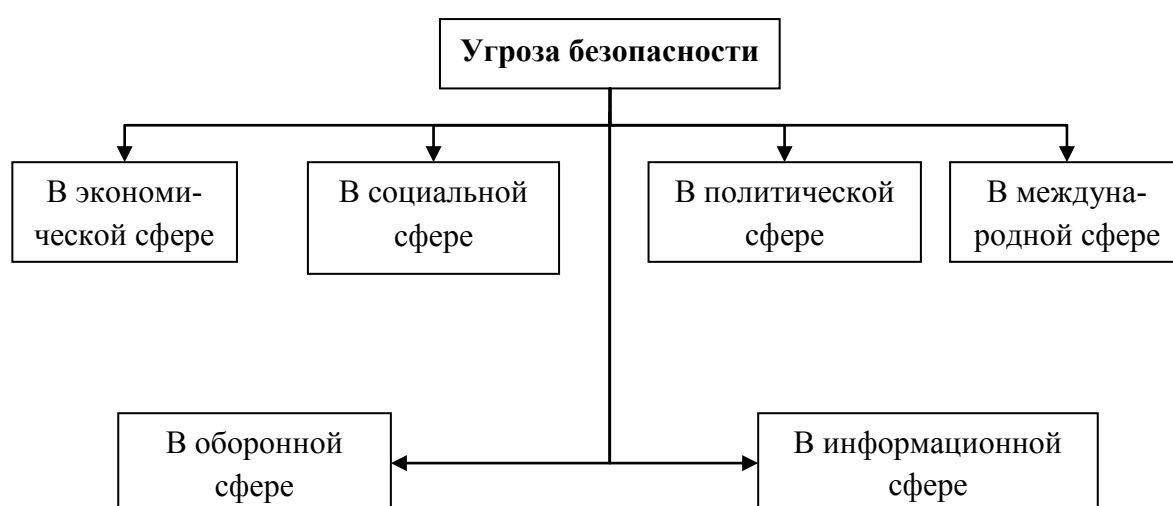 Угроза безопасности
В экономи-
ческой сфере
В социальной
сфере
В политической
сфере
В междуна-
родной сфере
В оборонной
сфере
В информационной
сфере